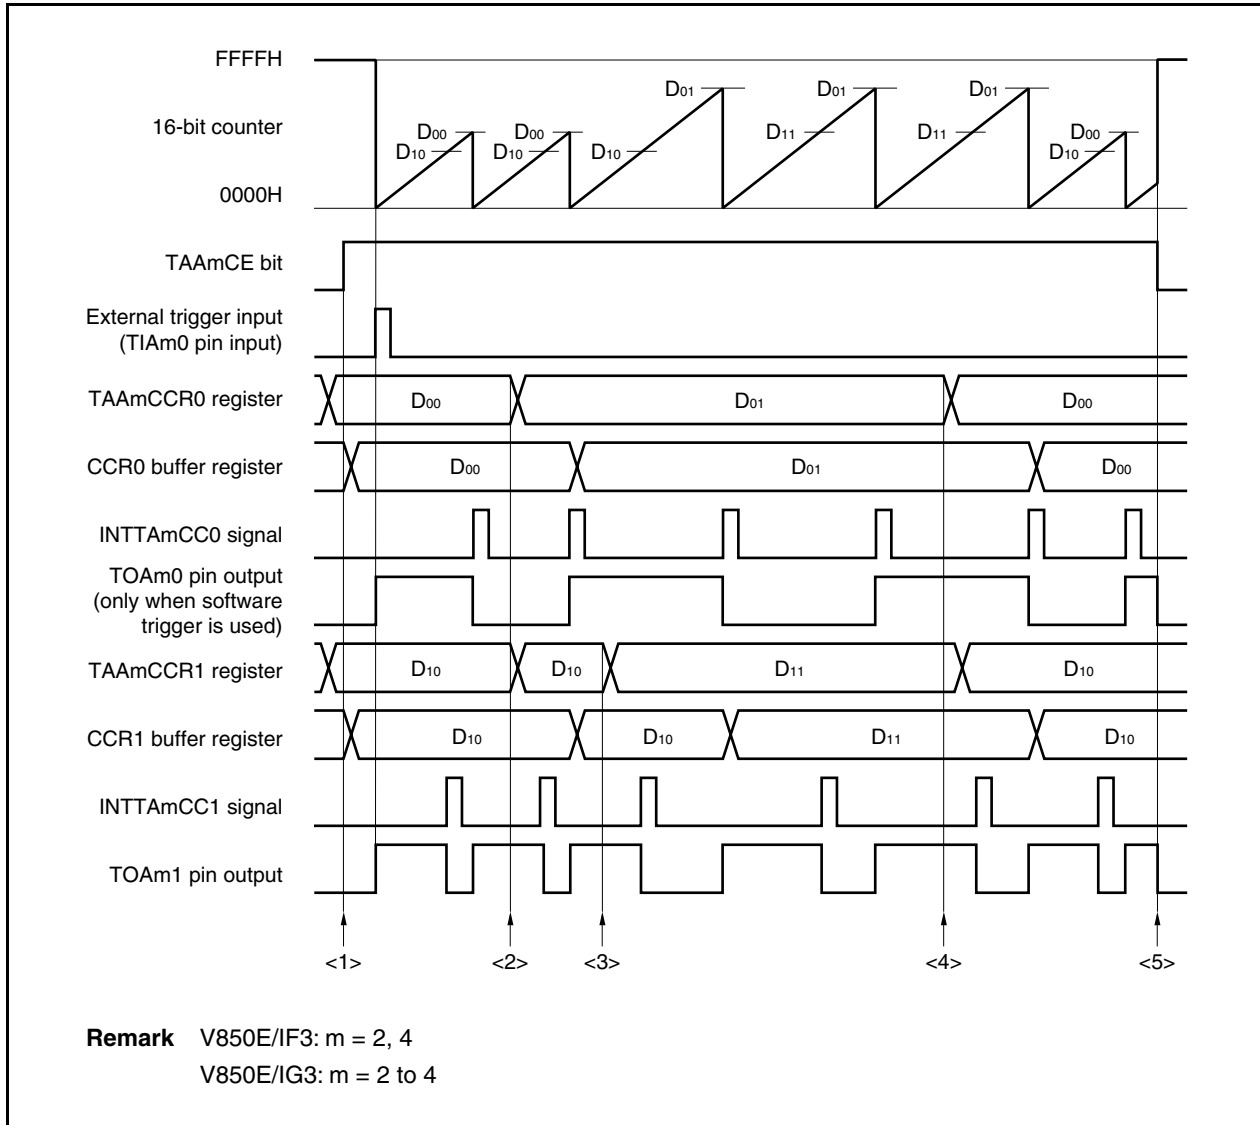 FFFFH
16-bit counter
0000H
D01 D01 D01
D00 D00 D11 D11 D00
D10 D10 D10 D10
TAAmCE bit
External trigger input
(TIAm0 pin input)
TAAmCCR0 register D00 D01 D00
CCR0 buffer register D00 D01 D00
INTTAmCC0 signal
TOAm0 pin output
(only when software
trigger is used)
TAAmCCR1 register D10 D10 D11 D10
CCR1 buffer register D10 D10 D11 D10
INTTAmCC1 signal
TOAm1 pin output
<1> <2> <3> <4> <5>
Remark V850E/IF3: m = 2, 4
V850E/IG3: m = 2 to 4